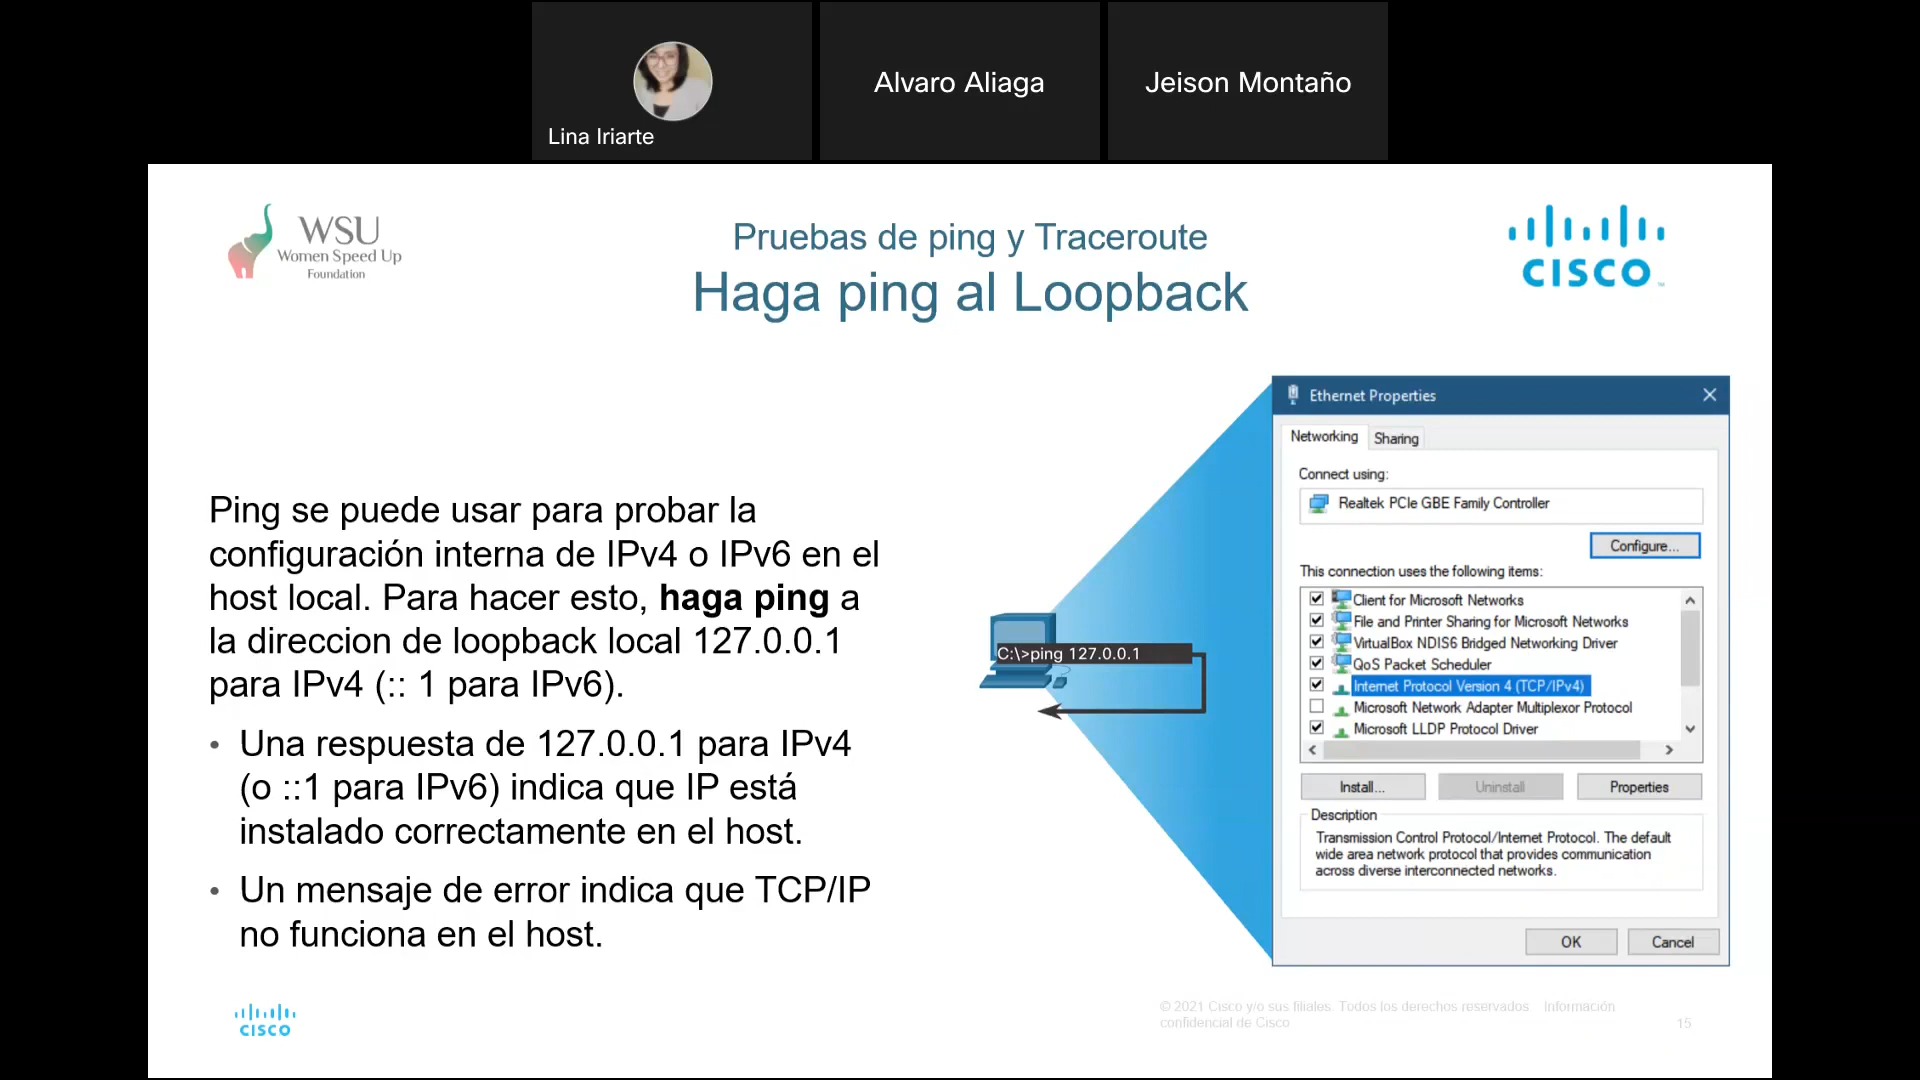 Lina Iriarte
Alvaro Aliaga
Jeison Montaño
WSU
Women Speed Up
Foundation
Pruebas de ping y Traceroute
Haga ping al Loopback
CISCO
Ping se puede usar para probar la
configuración interna de IPv4 o IPv6 en el
host local. Para hacer esto, haga ping a
la direccion de loopback local 127.0.0.1
para IPv4 (:: 1 para IPv6).
• Una respuesta de 127.0.0.1 para IPv4
(o ::1 para IPv6) indica que IP está
instalado correctamente en el host.
• Un mensaje de error indica que TCP/IP
no funciona en el host.
C:\>ping 127.0.0.1
Ethernet Properties
Networking
Sharing
Connect using:
Realtek PCIe GBE Family Controller
Configure...
This connection uses the following items:
Client for Microsoft Networks
File and Printer Sharing for Microsoft Networks
VirtualBox NDIS6 Bridged Networking Driver
QoS Packet Scheduler
Internet Protocol Version 4 (TCP/IPv4)
Microsoft Network Adapter Multiplexor Protocol
Microsoft LLDP Protocol Driver
Install...
Uninstall
Properties
Description
Transmission Control Protocol/Internet Protocol. The default
wide area network protocol that provides communication
across diverse interconnected networks.
OK
Cancel
CISCO
© 2021 Cisco y/o sus filiales. Todos los derechos reservados Información
confidencial de Cisco
15